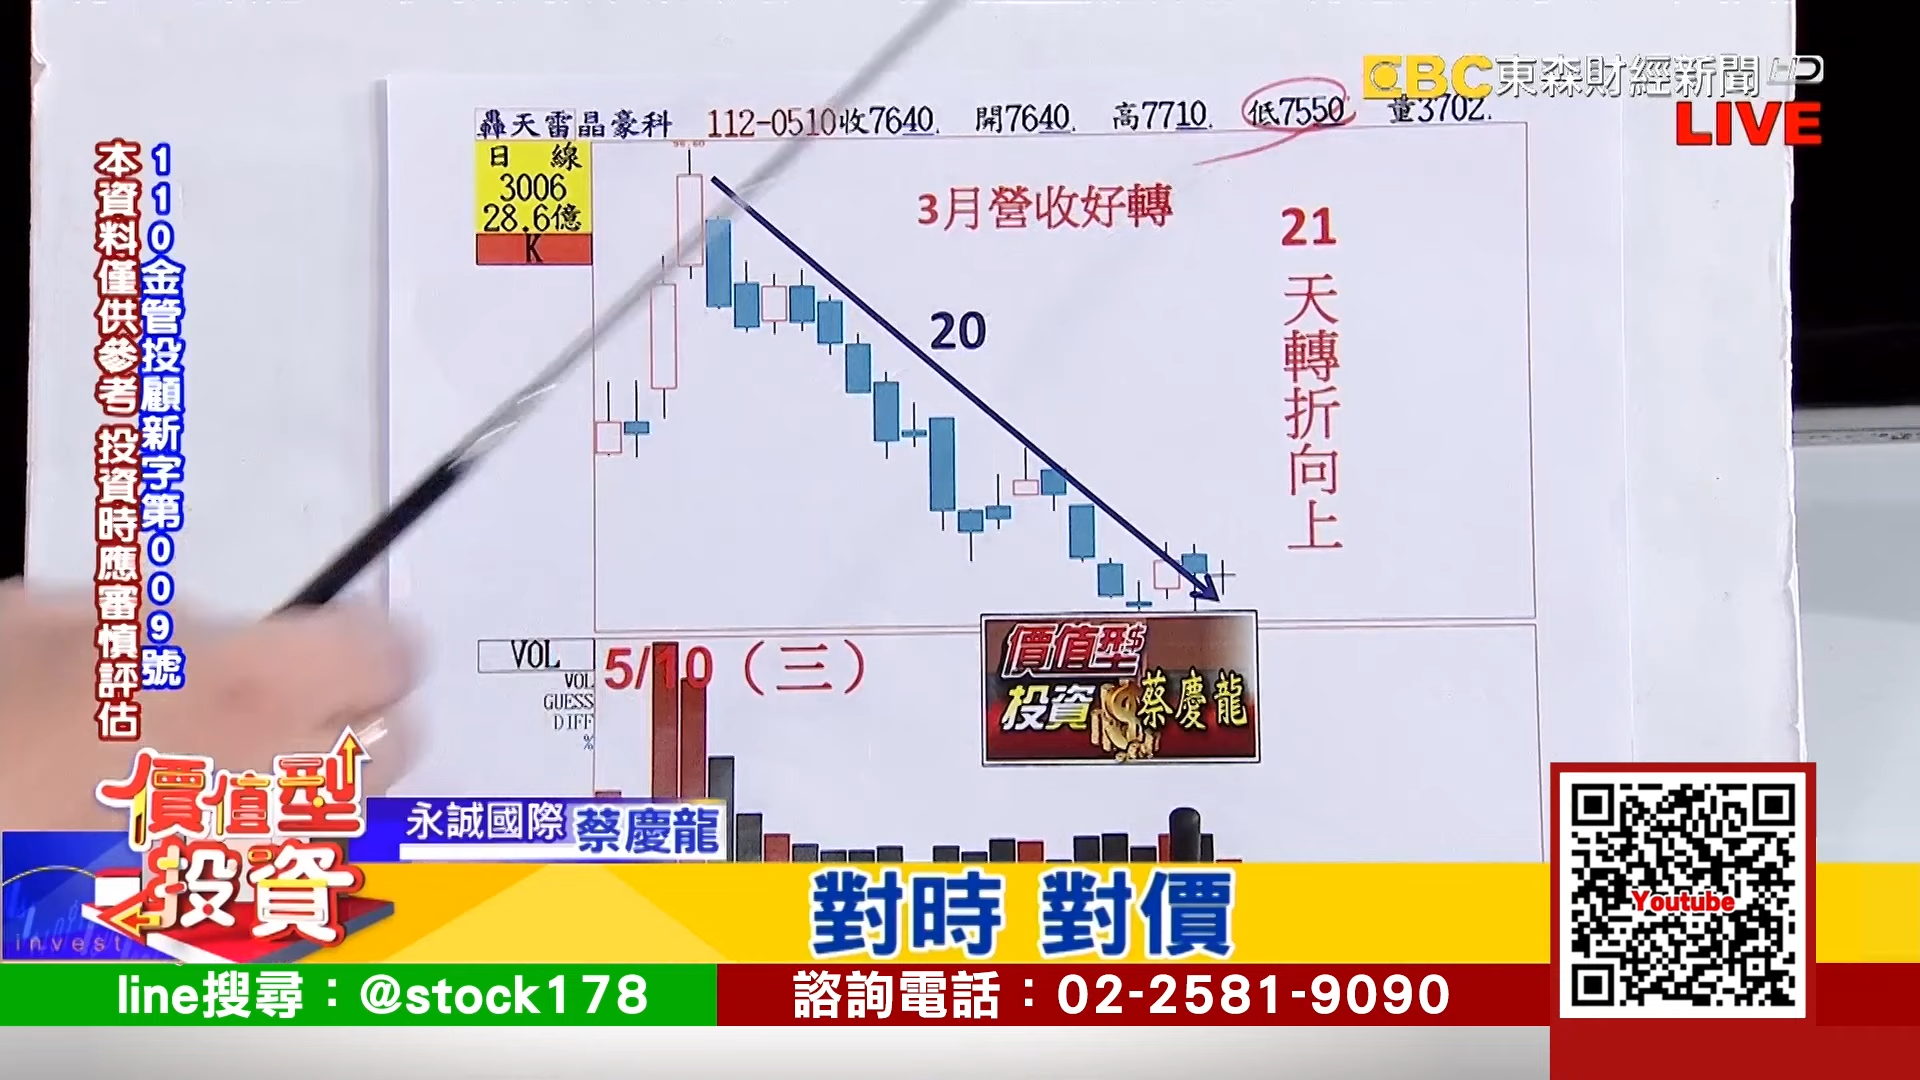 EBC東森財經新聞HD
LIVE
轟天雷晶豪科 112-0510收7640. 開7640. 高7710. 低7550 量3702.
日 線
3006
28.6億
K
3月營收好轉
21
天轉折向上
20
110金管投顧新字第009號
本資料僅供參考 投資時應審慎評估
VOL
VOL
GUESS
DIFF
%
5/10(三)
價值型
投資 蔡慶龍
價值型
投資
invest
永誠國際 蔡慶龍
對時 對價
Youtube
line搜尋:@stock178
諮詢電話:02-2581-9090